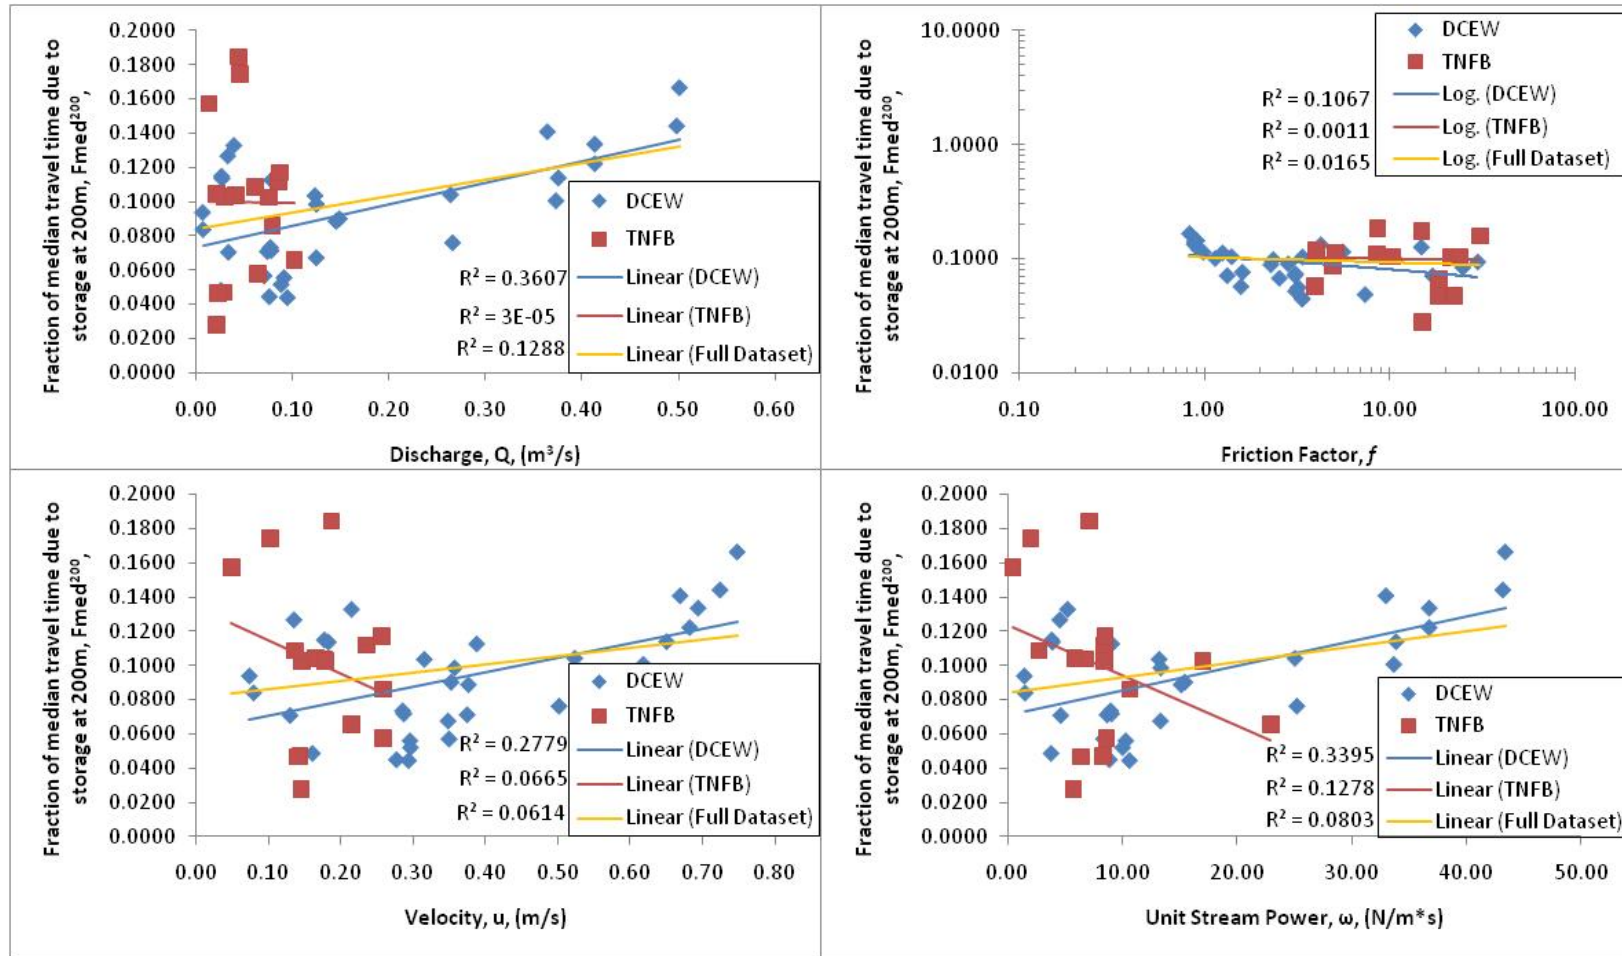 Fraction of median travel time due to
storage at 200m, Fmed²⁰⁰,
0.2000
0.1800
0.1600
0.1400
0.1200
0.1000
0.0800
0.0600
0.0400
0.0200
0.0000
0.00 0.10 0.20 0.30 0.40 0.50 0.60
Discharge, Q, (m³/s)
R² = 0.3607
R² = 3E-05
R² = 0.1288
DCEW
TNFB
Linear (DCEW)
Linear (TNFB)
Linear (Full Dataset)
Fraction of median travel time due to
storage at 200m, Fmed²⁰⁰,
10.0000
1.0000
0.1000
0.0100
0.10 1.00 10.00 100.00
Friction Factor, f
R² = 0.1067
R² = 0.0011
R² = 0.0165
DCEW
TNFB
Log. (DCEW)
Log. (TNFB)
Log. (Full Dataset)
Fraction of median travel time due to
storage at 200m, Fmed²⁰⁰,
0.2000
0.1800
0.1600
0.1400
0.1200
0.1000
0.0800
0.0600
0.0400
0.0200
0.0000
0.00 0.10 0.20 0.30 0.40 0.50 0.60 0.70 0.80
Velocity, u, (m/s)
R² = 0.2779
R² = 0.0665
R² = 0.0614
DCEW
TNFB
Linear (DCEW)
Linear (TNFB)
Linear (Full Dataset)
Fraction of median travel time due to
storage at 200m, Fmed²⁰⁰,
0.2000
0.1800
0.1600
0.1400
0.1200
0.1000
0.0800
0.0600
0.0400
0.0200
0.0000
0.00 10.00 20.00 30.00 40.00 50.00
Unit Stream Power, ω, (N/m*s)
R² = 0.3395
R² = 0.1278
R² = 0.0803
DCEW
TNFB
Linear (DCEW)
Linear (TNFB)
Linear (Full Dataset)